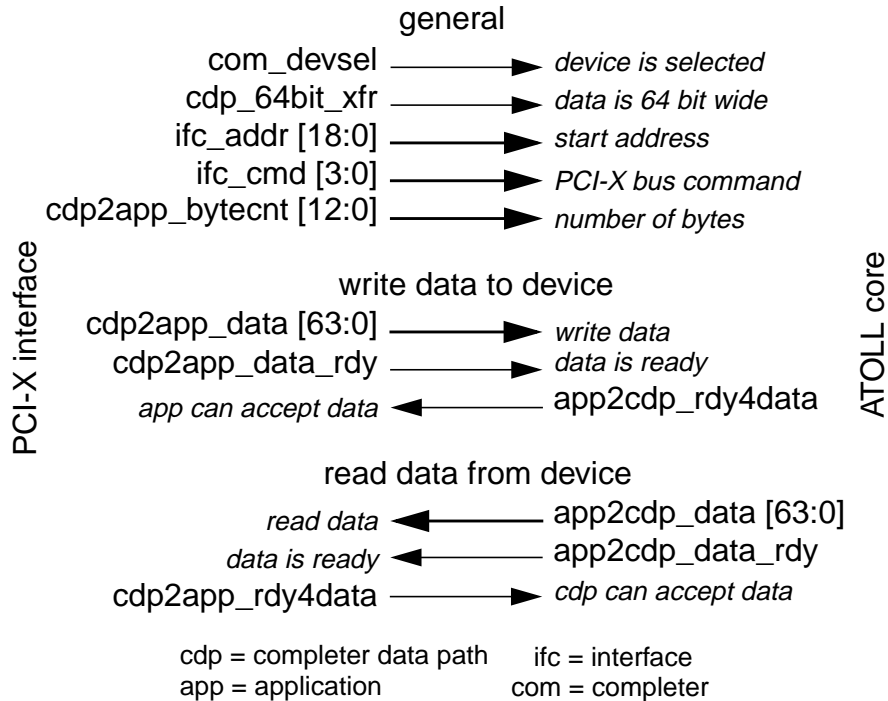 general
com_devsel device is selected
cdp_64bit_xfr data is 64 bit wide
ifc_addr [18:0] start address
ifc_cmd [3:0] PCI-X bus command
cdp2app_bytecnt [12:0] number of bytes
PCI-X interface
ATOLL core
write data to device
cdp2app_data [63:0] write data
cdp2app_data_rdy data is ready
app can accept data app2cdp_rdy4data
read data from device
read data app2cdp_data [63:0]
data is ready app2cdp_data_rdy
cdp2app_rdy4data cdp can accept data
cdp = completer data path ifc = interface
app = application com = completer